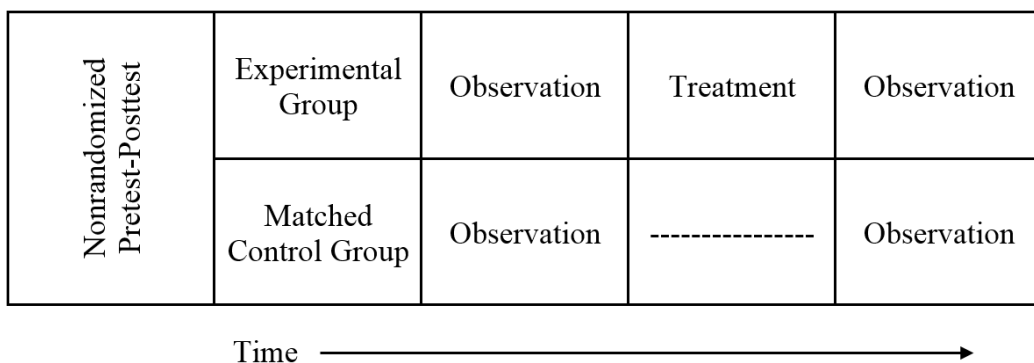 Nonrandomized
Pretest-Posttest
Experimental
Group
Observation
Treatment
Observation
Matched
Control Group
Observation
-----------------
Observation
Time